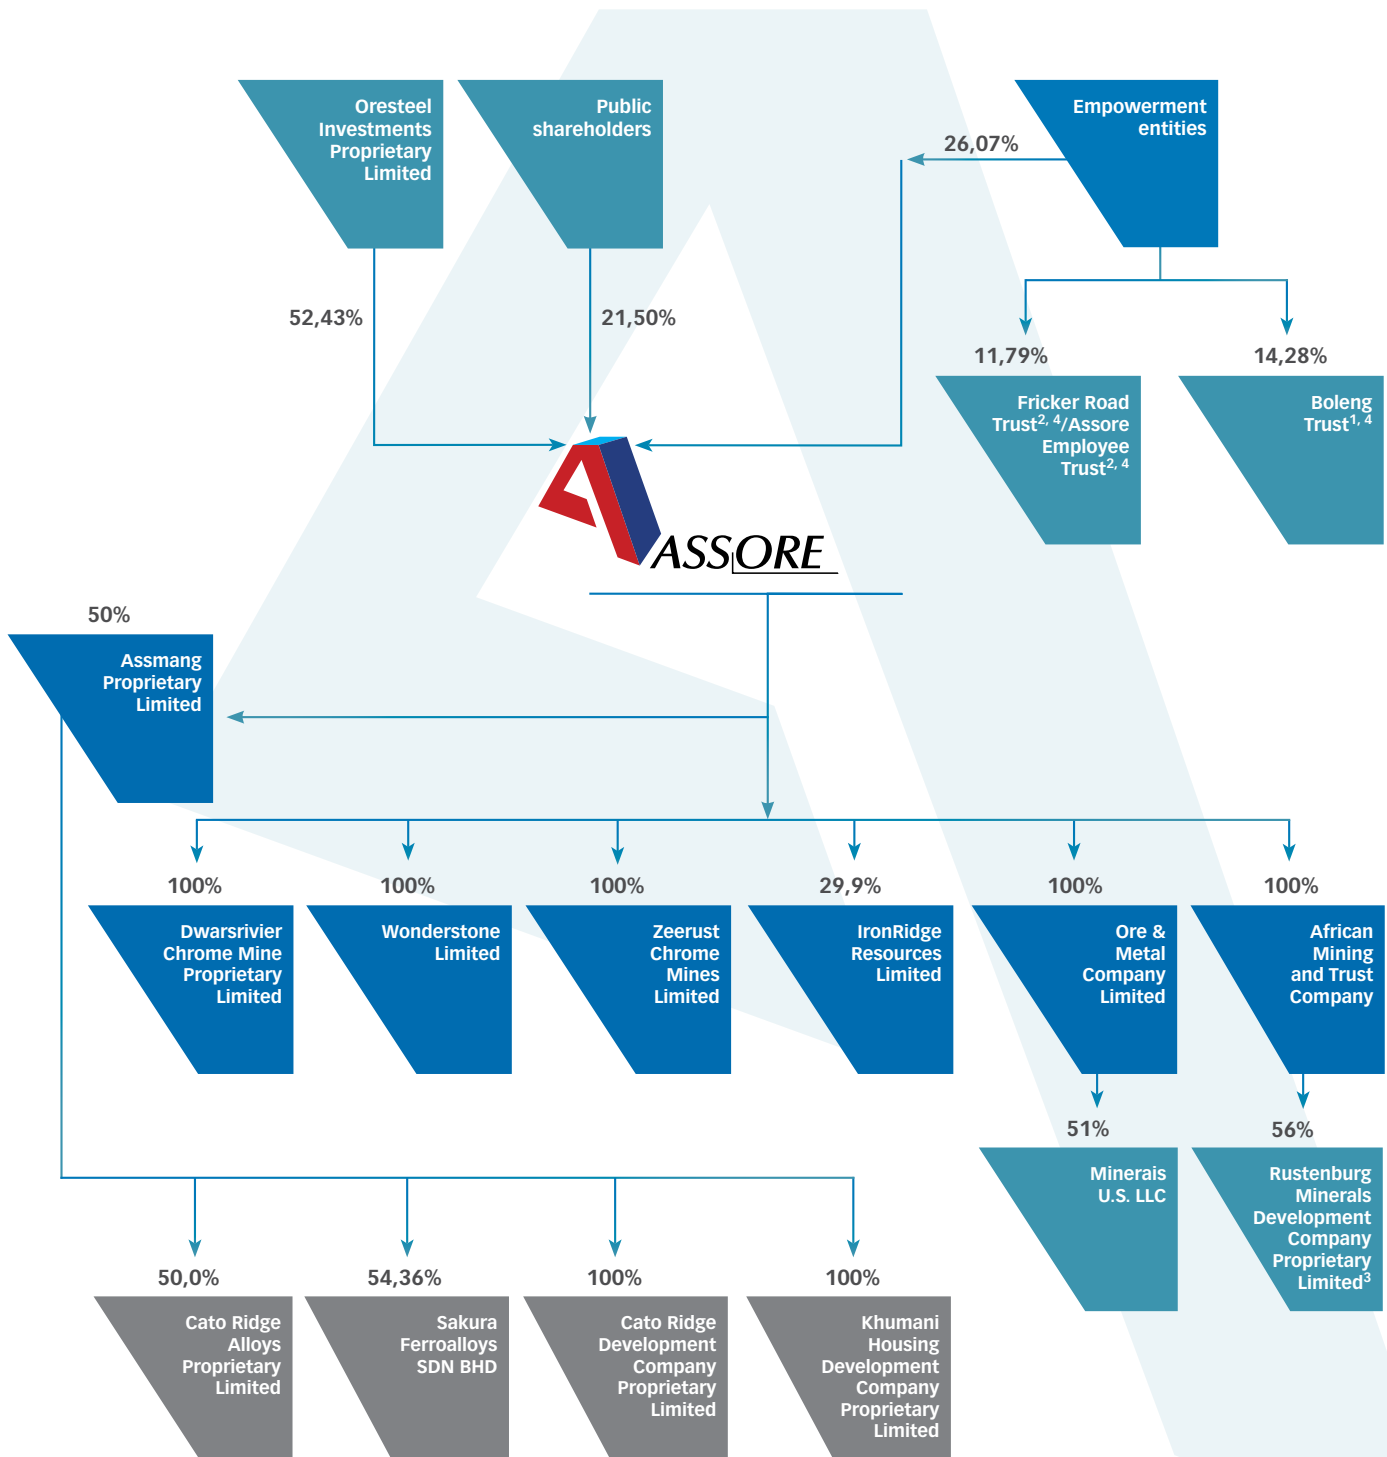 Oresteel
Investments
Proprietary
Limited
Public
shareholders
Empowerment
entities
26,07%
52,43%
21,50%
11,79%
Fricker Road
Trust2, 4/Assore
Employee
Trust2, 4
14,28%
Boleng
Trust1, 4
ASSORE
50%
Assmang
Proprietary
Limited
100%
Dwarsrivier
Chrome Mine
Proprietary
Limited
100%
Wonderstone
Limited
100%
Zeerust
Chrome
Mines
Limited
29,9%
IronRidge
Resources
Limited
100%
Ore &
Metal
Company
Limited
100%
African
Mining
and Trust
Company
51%
Minerais
U.S. LLC
56%
Rustenburg
Minerals
Development
Company
Proprietary
Limited3
50,0%
Cato Ridge
Alloys
Proprietary
Limited
54,36%
Sakura
Ferroalloys
SDN BHD
100%
Cato Ridge
Development
Company
Proprietary
Limited
100%
Khumani
Housing
Development
Company
Proprietary
Limited